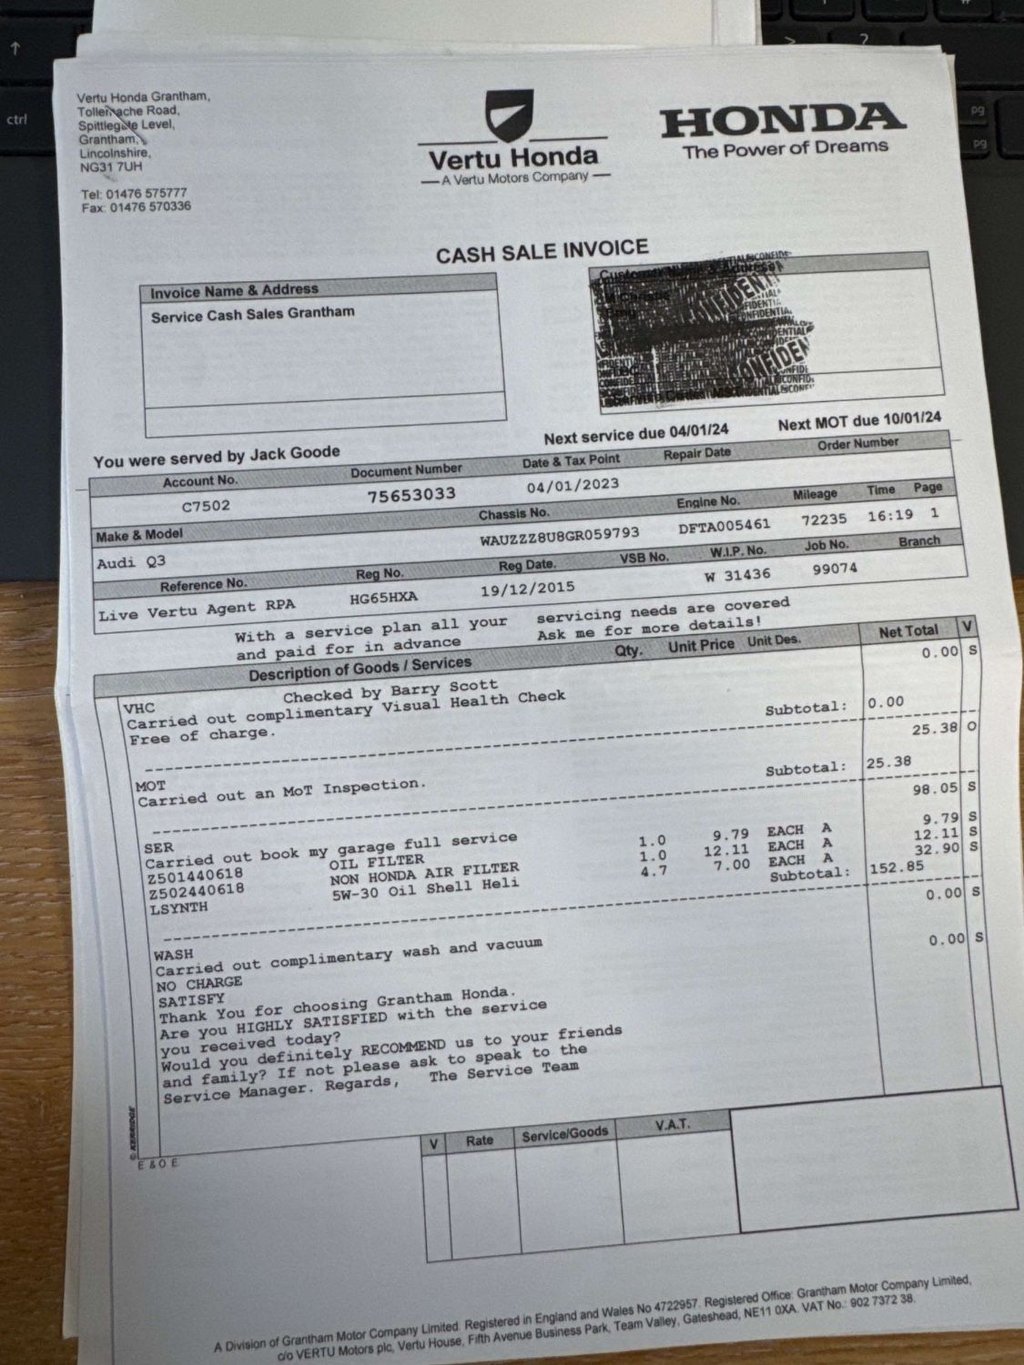 Vertu Honda Grantham,
Tollemache Road,
Spittlegate Level,
Grantham,
Lincolnshire,
NG31 7UH
Tel: 01476 575777
Fax: 01476 570336
Vertu Honda
A Vertu Motors Company
HONDA
The Power of Dreams
CASH SALE INVOICE
Invoice Name & Address
Service Cash Sales Grantham
Customer Name & Address
You were served by Jack Goode
Next service due 04/01/24
Next MOT due 10/01/24
Account No. Document Number Date & Tax Point Repair Date Order Number
C7502 75653033 04/01/2023
Make & Model Chassis No. Engine No. Mileage Time Page
Audi Q3 WAUZZZ8U8GR059793 DFTA005461 72235 16:19 1
Reference No. Reg No. Reg Date. VSB No. W.I.P. No. Job No. Branch
Live Vertu Agent RPA HG65HXA 19/12/2015 W 31436 99074
With a service plan all your servicing needs are covered
and paid for in advance Ask me for more details!
Description of Goods / Services Qty. Unit Price Unit Des. Net Total V
VHC Checked by Barry Scott 0.00 S
Carried out complimentary Visual Health Check
Free of charge. Subtotal: 0.00
MOT 25.38 O
Carried out an MoT Inspection. Subtotal: 25.38
SER 98.05 S
Carried out book my garage full service
Z501440618 OIL FILTER 1.0 9.79 EACH A 9.79 S
Z502440618 NON HONDA AIR FILTER 1.0 12.11 EACH A 12.11 S
LSYNTH 5W-30 Oil Shell Heli 4.7 7.00 EACH A 32.90 S
Subtotal: 152.85
WASH 0.00 S
Carried out complimentary wash and vacuum
NO CHARGE
SATISFY 0.00 S
Thank You for choosing Grantham Honda.
Are you HIGHLY SATISFIED with the service
you received today?
Would you definitely RECOMMEND us to your friends
and family? If not please ask to speak to the
Service Manager. Regards, The Service Team
© KERRIDGE
E & O E
V Rate Service/Goods V.A.T.
A Division of Grantham Motor Company Limited. Registered in England and Wales No 4722957. Registered Office: Grantham Motor Company Limited,
c/o VERTU Motors plc, Vertu House, Fifth Avenue Business Park, Team Valley, Gateshead, NE11 0XA. VAT No.: 902 7372 38.
ctrl
pg
pg